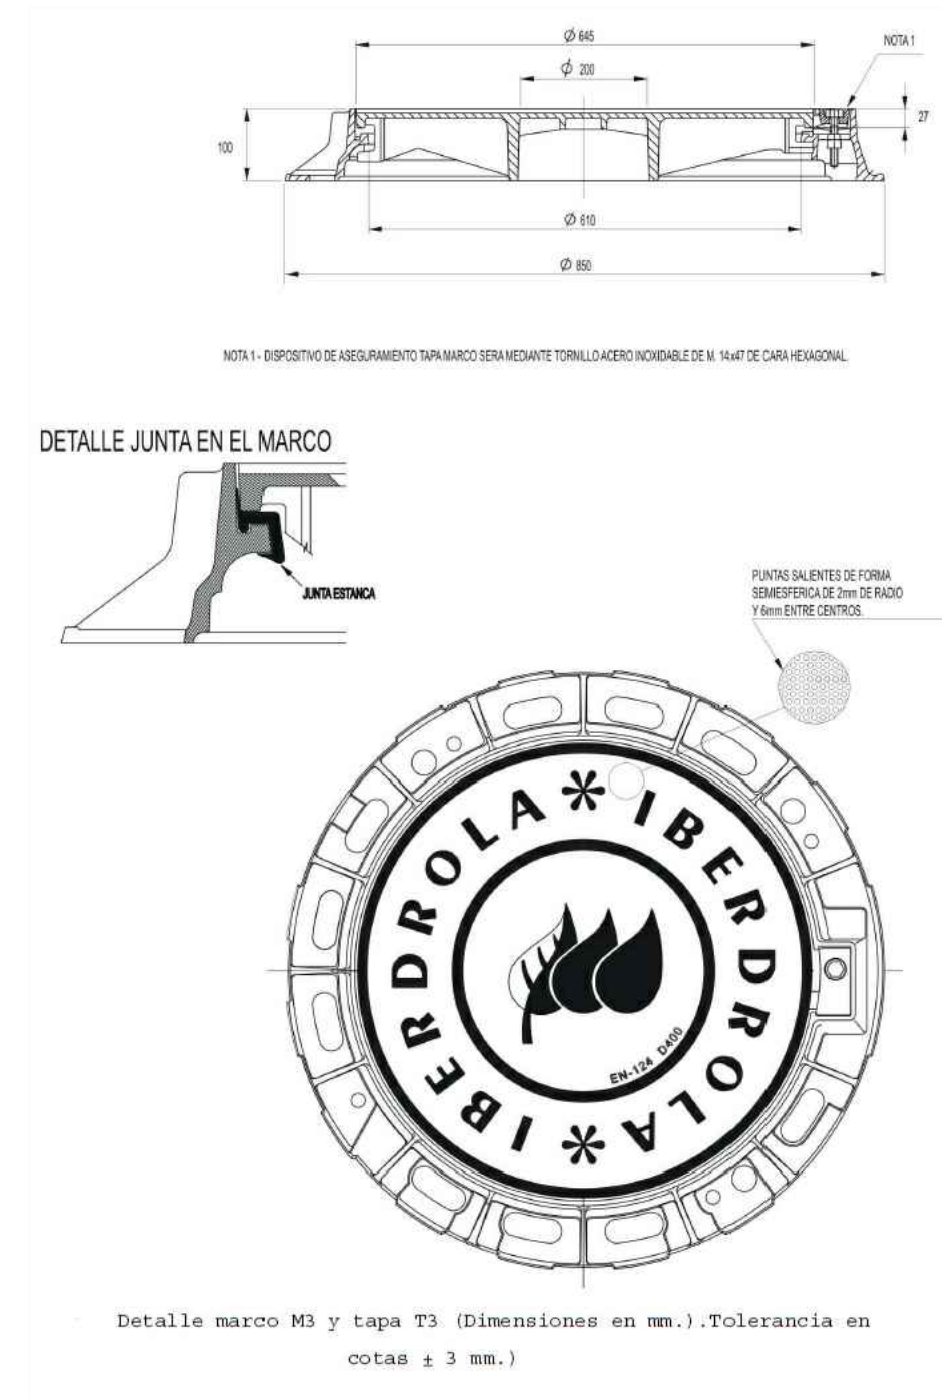 Ø 645
NOTA 1
Ø 200
27
100
Ø 610
Ø 850
NOTA 1 - DISPOSITIVO DE ASEGURAMIENTO TAPA MARCO SERA MEDIANTE TORNILLO ACERO INOXIDABLE DE M. 14x47 DE CARA HEXAGONAL.
DETALLE JUNTA EN EL MARCO
JUNTA ESTANCA
PUNTAS SALIENTES DE FORMA
SEMIESFERICA DE 2mm DE RADIO
Y 6mm ENTRE CENTROS.
* IBERDROLA * IBERDROLA
EN-124 D400
Detalle marco M3 y tapa T3 (Dimensiones en mm.).Tolerancia en
cotas ± 3 mm.)